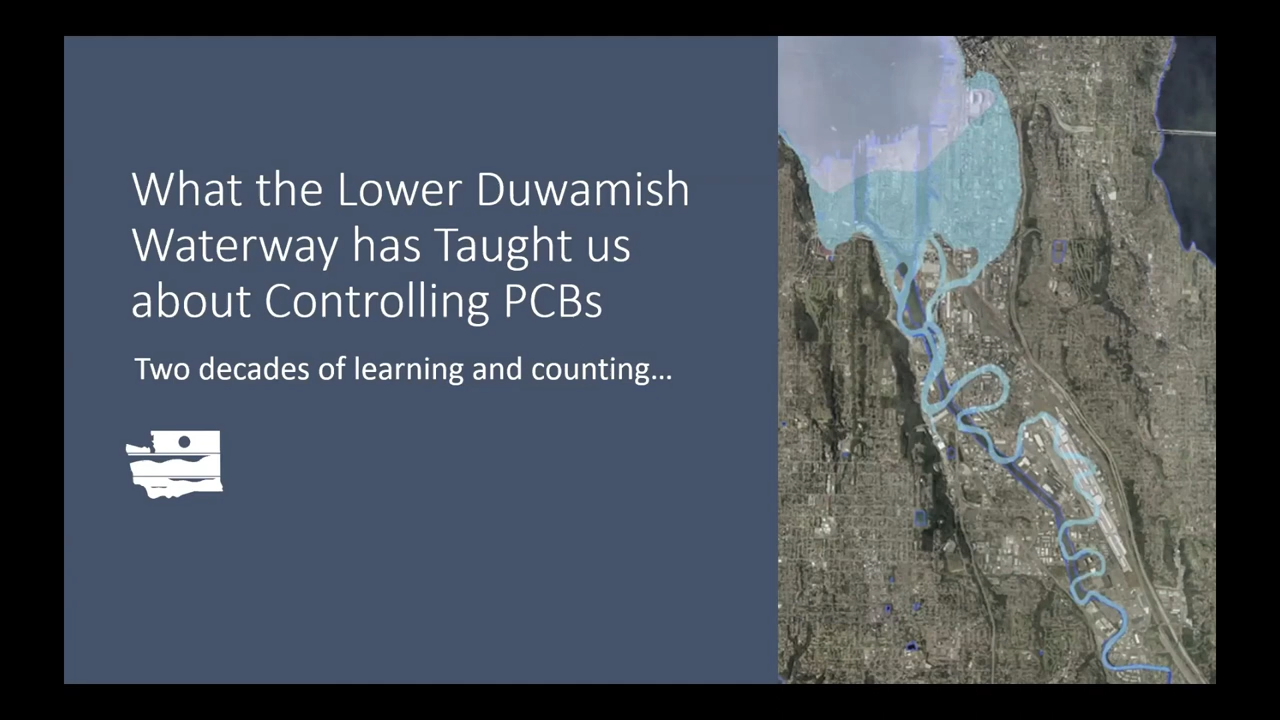 What the Lower Duwamish
Waterway has Taught us
about Controlling PCBs
Two decades of learning and counting...